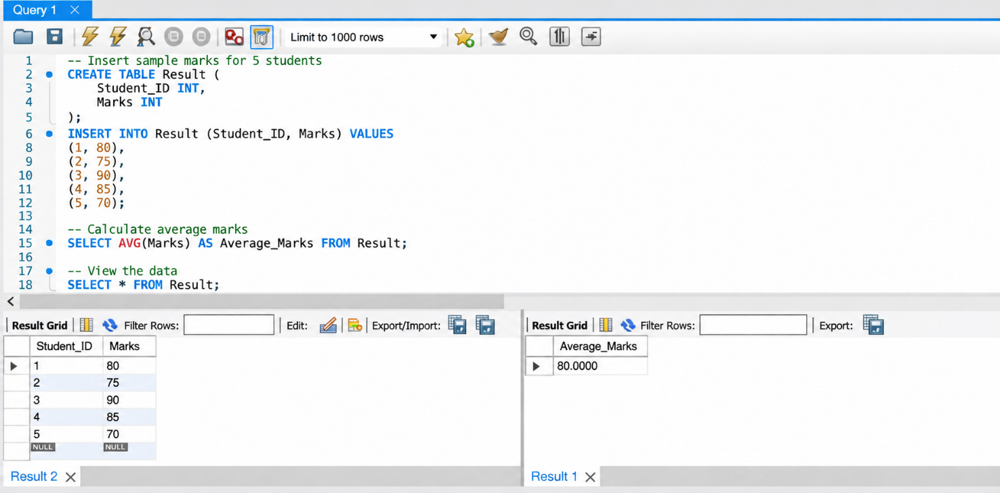 Query 1
Limit to 1000 rows
1 -- Insert sample marks for 5 students
2 CREATE TABLE Result (
3 Student_ID INT,
4 Marks INT
5 );
6 INSERT INTO Result (Student_ID, Marks) VALUES
8 (1, 80),
9 (2, 75),
10 (3, 90),
11 (4, 85),
12 (5, 70);
13
14 -- Calculate average marks
15 SELECT AVG(Marks) AS Average_Marks FROM Result;
16
17 -- View the data
18 SELECT * FROM Result;
Result Grid Filter Rows: Edit: Export/Import:
Student_ID Marks
1 80
2 75
3 90
4 85
5 70
NULL NULL
Result 2
Result Grid Filter Rows: Export:
Average_Marks
80.0000
Result 1